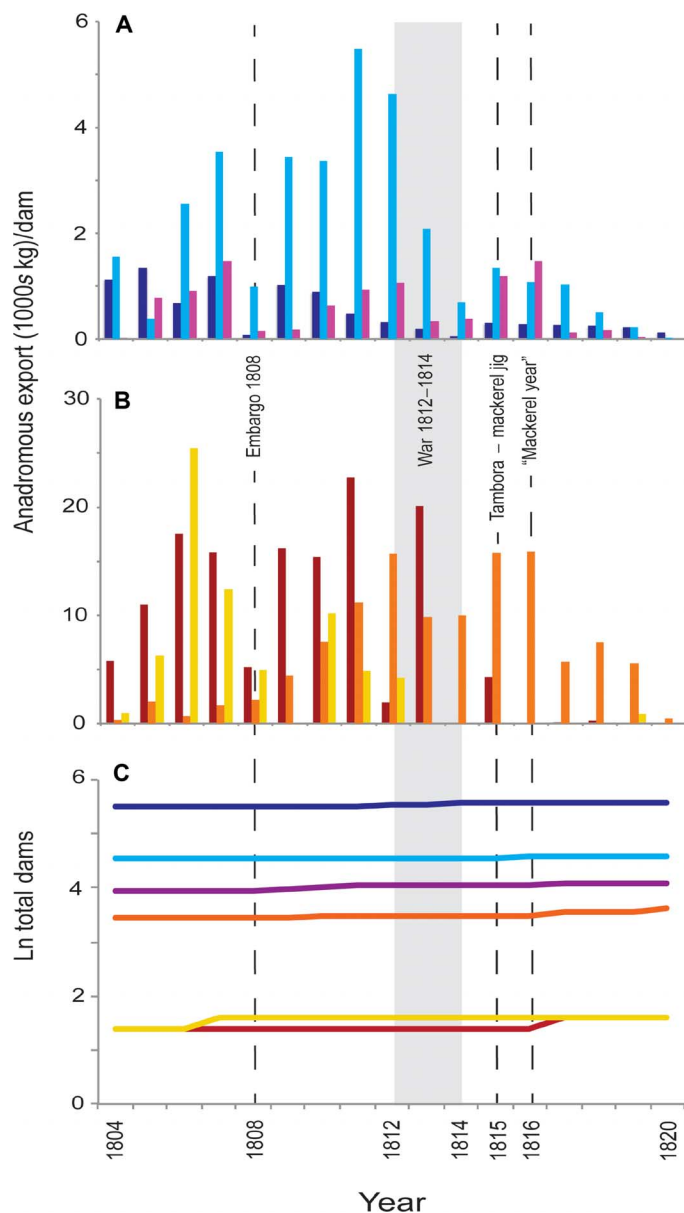 A
6
4
2
0
Anadromous export (1000s kg)/dam
B
30
20
10
0
Embargo 1808
War 1812–1814
Tambora – mackerel jig
“Mackerel year”
C
6
4
2
0
Ln total dams
1804
1808
1812
1814
1815
1816
1820
Year